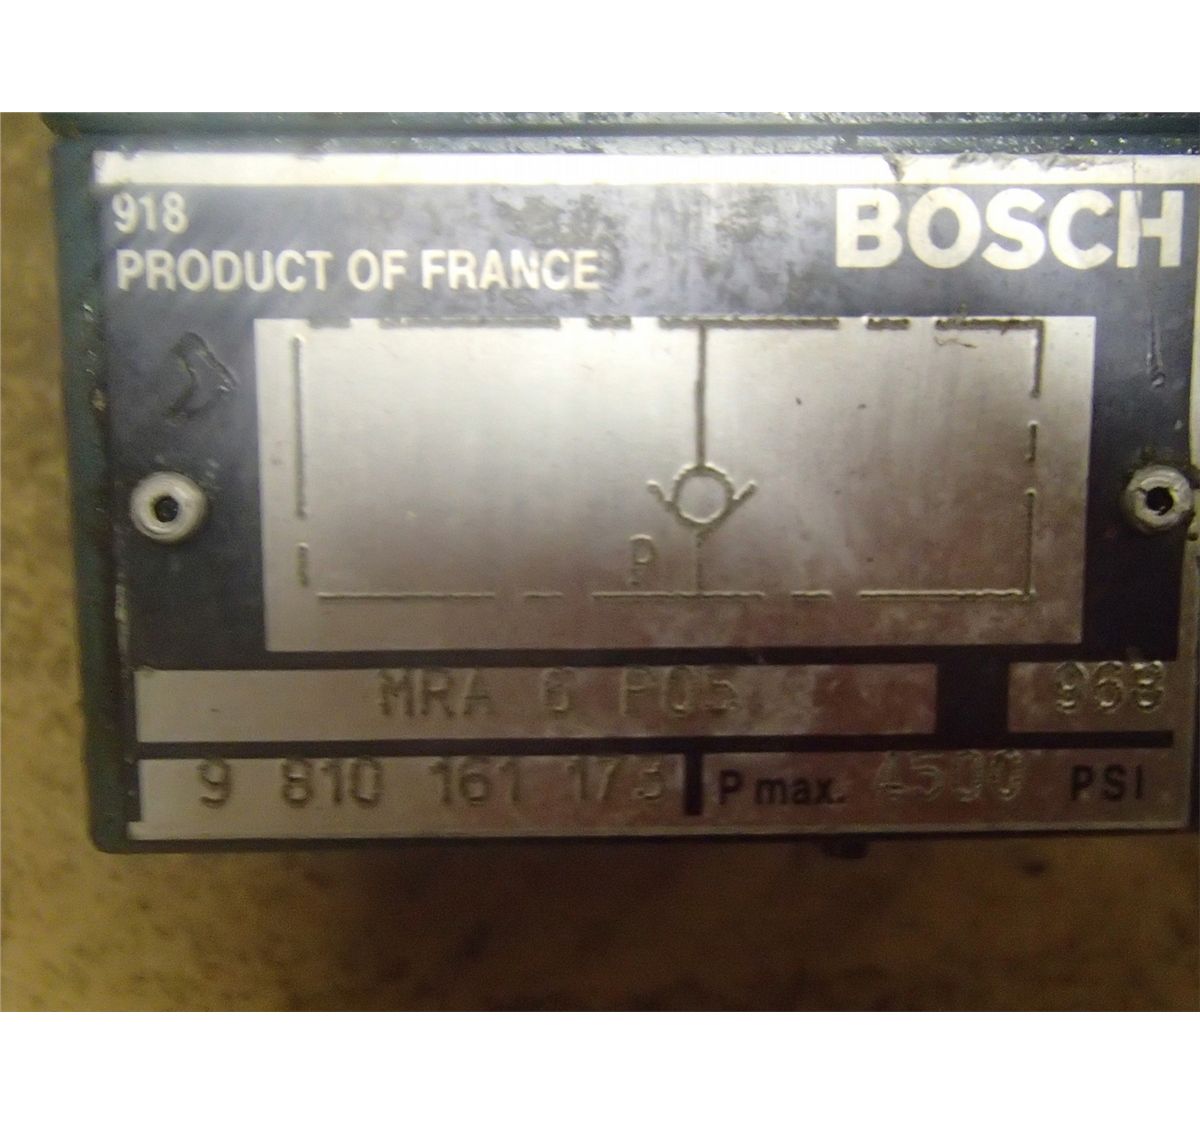 918
BOSCH
PRODUCT OF FRANCE
P
MRA 6 P05 968
9 810 161 173 P max. 4500 PSI